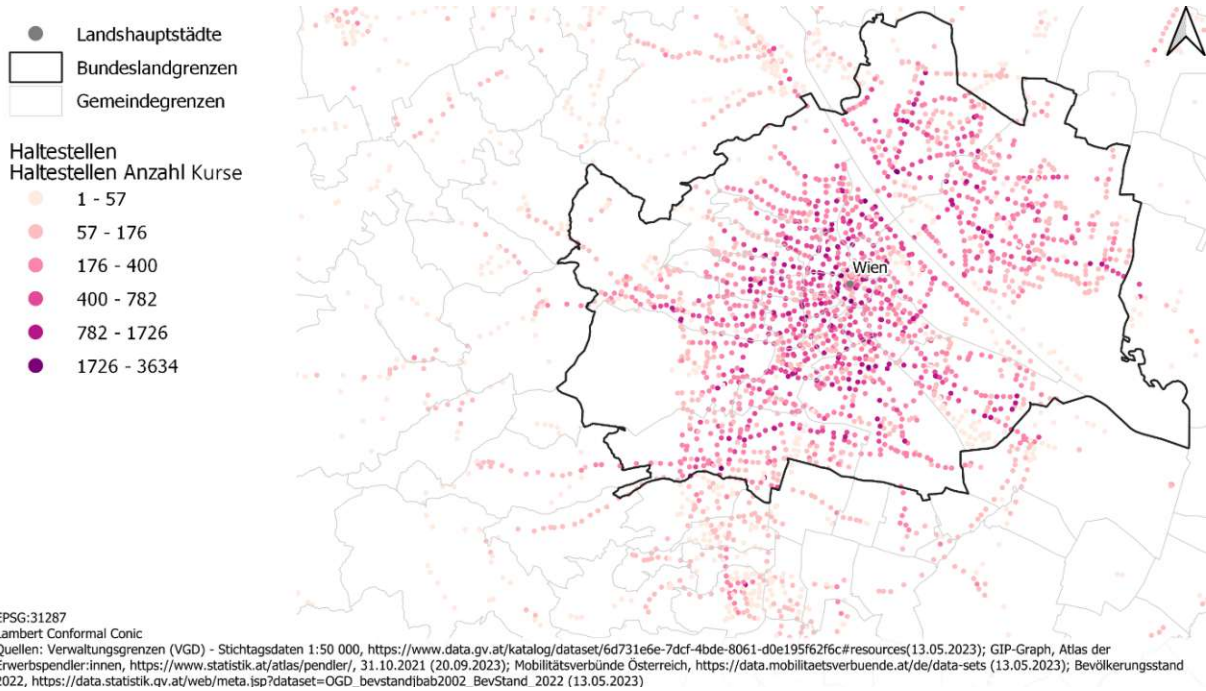 Landshauptstädte
Bundeslandgrenzen
Gemeindegrenzen
Haltestellen
Haltestellen Anzahl Kurse
1 - 57
57 - 176
176 - 400
400 - 782
782 - 1726
1726 - 3634
Wien
EPSG:31287
Lambert Conformal Conic
Quellen: Verwaltungsgrenzen (VGD) - Stichtagsdaten 1:50 000, https://www.data.gv.at/katalog/dataset/6d731e6e-7dcf-4bde-8061-d0e195f62f6c#resources(13.05.2023); GIP-Graph, Atlas der
Erwerbspendler:innen, https://www.statistik.at/atlas/pendler/, 31.10.2021 (20.09.2023); Mobilitätsverbünde Österreich, https://data.mobilitaetsverbuende.at/de/data-sets (13.05.2023); Bevölkerungsstand
2022, https://data.statistik.gv.at/web/meta.jsp?dataset=OGD_bevstandjbab2002_BevStand_2022 (13.05.2023)